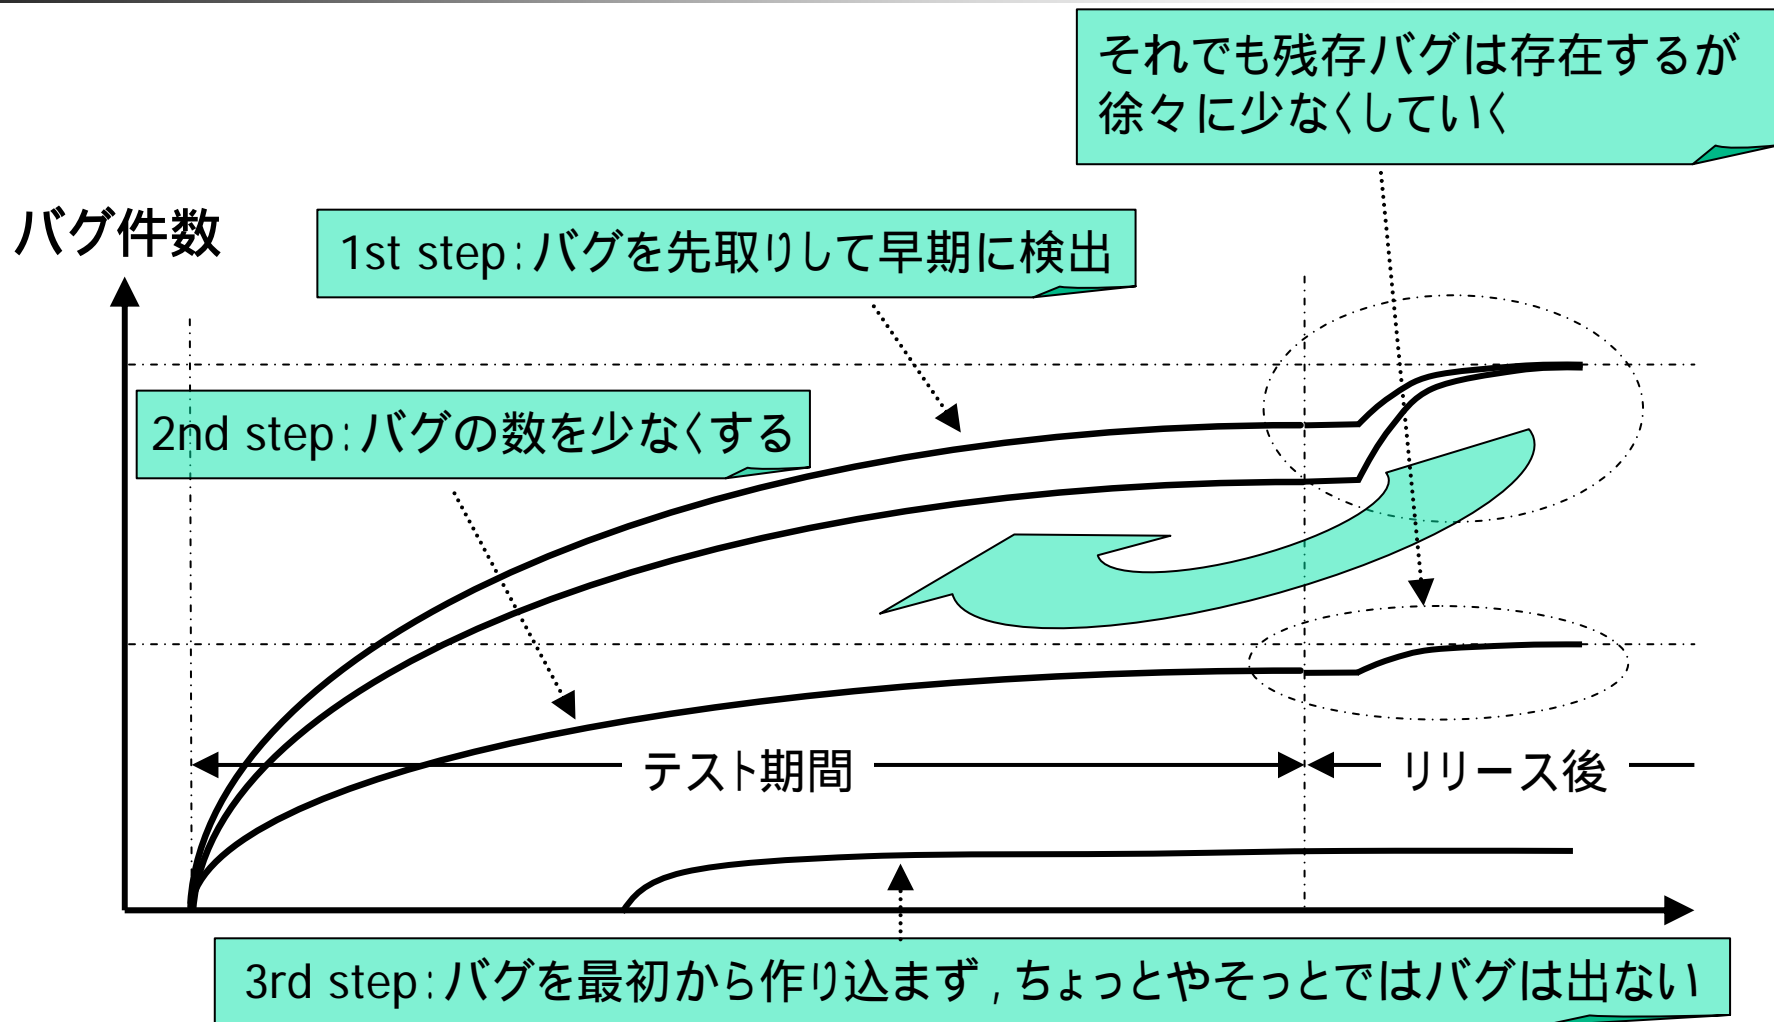 それでも残存バグは存在するが
徐々に少なくしていく
バグ件数
1st step:バグを先取りして早期に検出
2nd step:バグの数を少なくする
テスト期間
リリース後
3rd step:バグを最初から作り込まず,ちょっとやそっとではバグは出ない